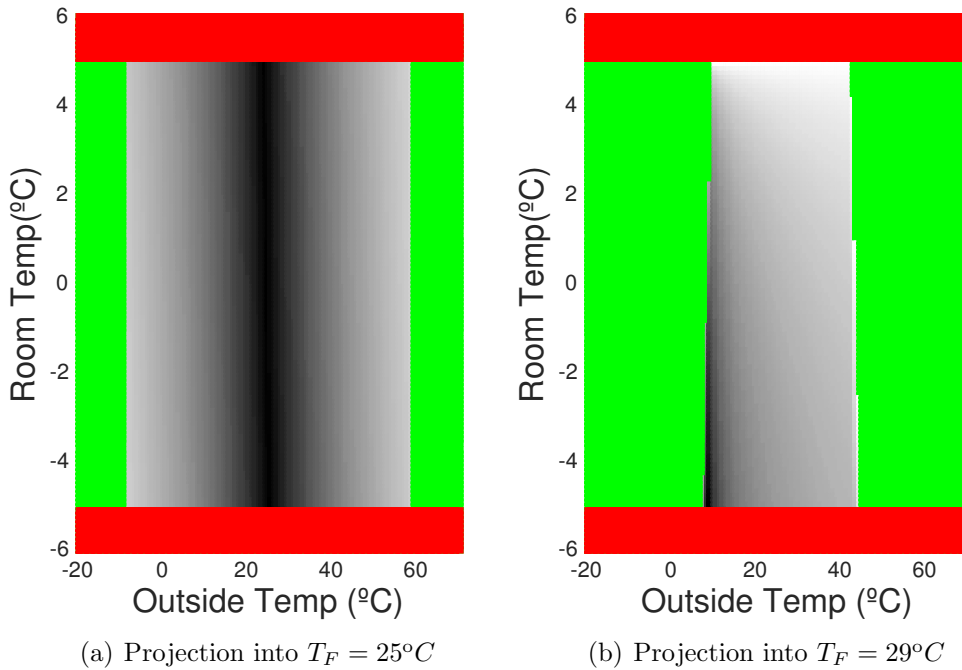 6
4
2
0
-2
-4
-6
Room Temp(ºC)
-20 0 20 40 60
Outside Temp (ºC)
(a) Projection into T_F = 25°C
6
4
2
0
-2
-4
-6
Room Temp(ºC)
-20 0 20 40 60
Outside Temp (ºC)
(b) Projection into T_F = 29°C